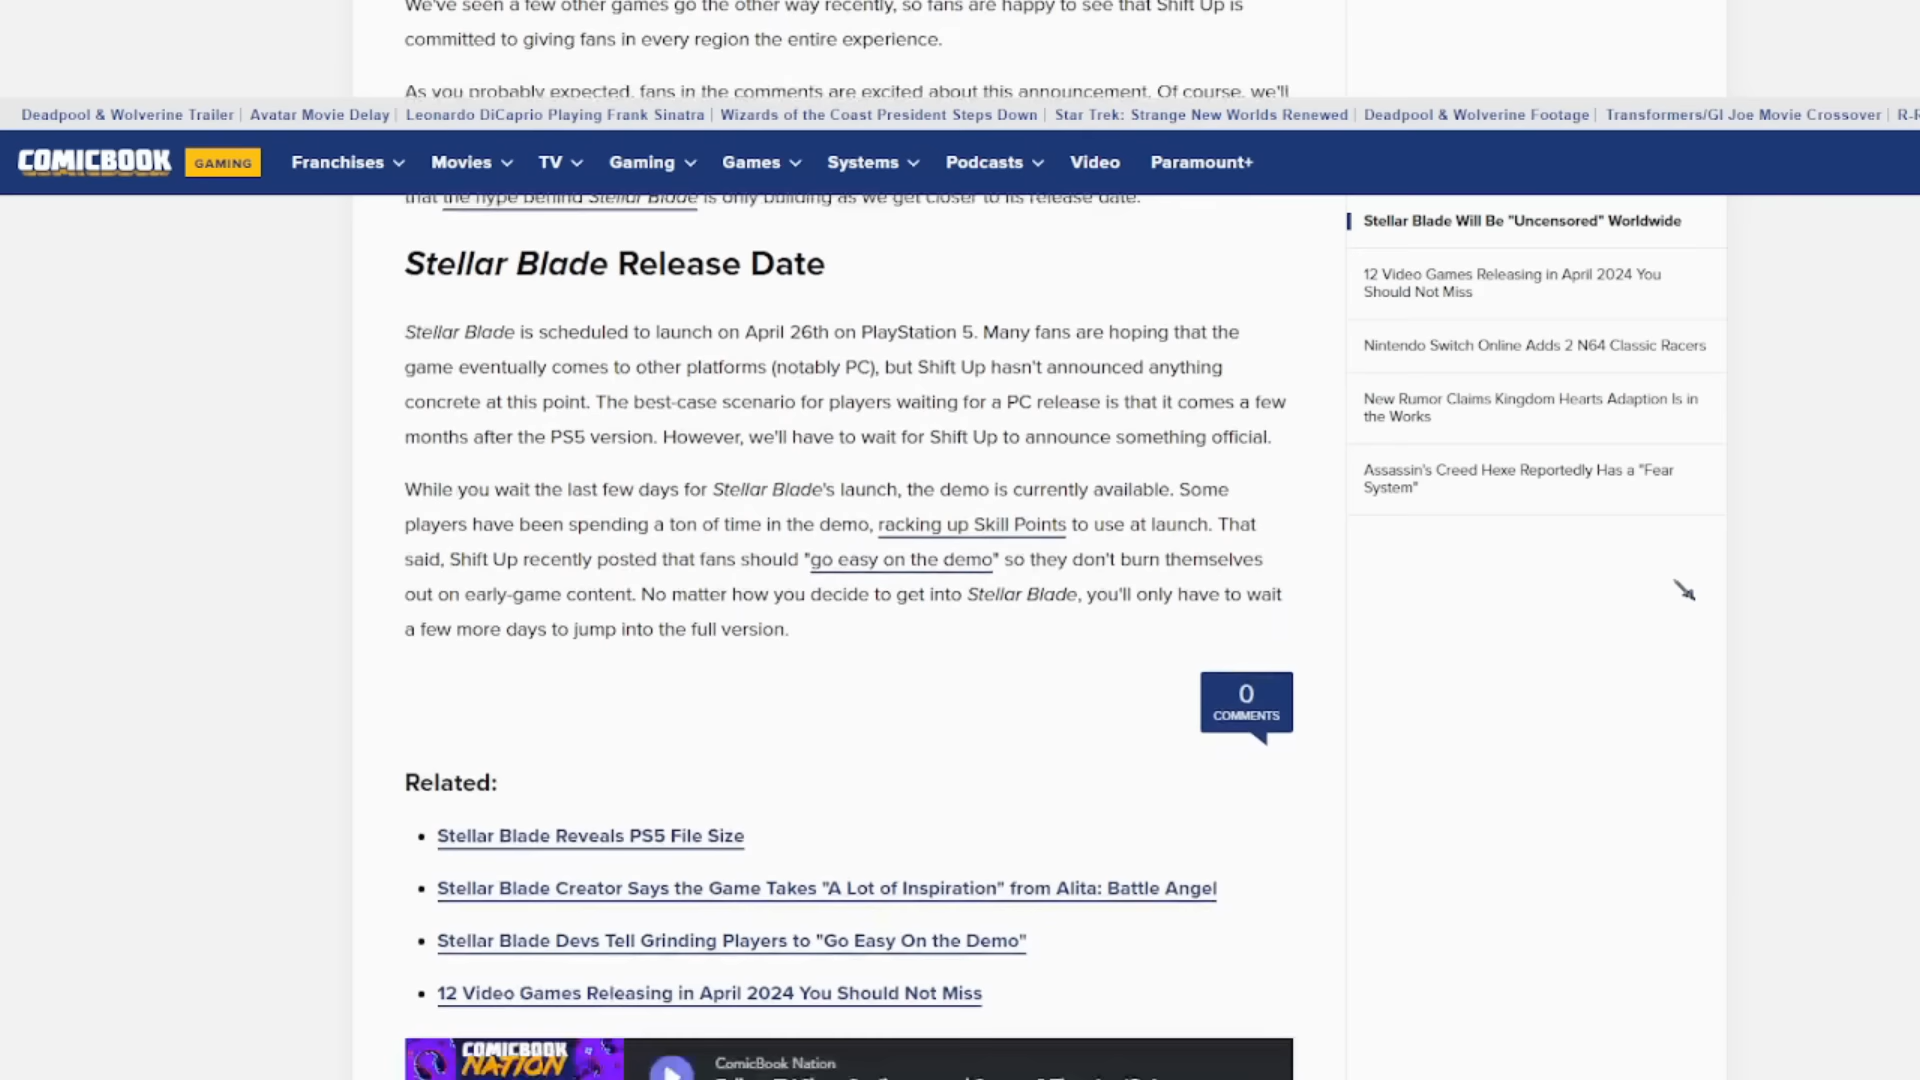 We've seen a few other games go the other way recently, so fans are happy to see that Shift Up is
committed to giving fans in every region the entire experience.
As you probably expected, fans in the comments are excited about this announcement. Of course, we'll
Deadpool & Wolverine Trailer | Avatar Movie Delay | Leonardo DiCaprio Playing Frank Sinatra | Wizards of the Coast President Steps Down | Star Trek: Strange New Worlds Renewed | Deadpool & Wolverine Footage | Transformers/GI Joe Movie Crossover |
COMICBOOK GAMING Franchises Movies TV Gaming Games Systems Podcasts Video Paramount+
that the hype behind Stellar Blade is only building as we get closer to its release date.
Stellar Blade Release Date
Stellar Blade is scheduled to launch on April 26th on PlayStation 5. Many fans are hoping that the
game eventually comes to other platforms (notably PC), but Shift Up hasn't announced anything
concrete at this point. The best-case scenario for players waiting for a PC release is that it comes a few
months after the PS5 version. However, we'll have to wait for Shift Up to announce something official.
While you wait the last few days for Stellar Blade's launch, the demo is currently available. Some
players have been spending a ton of time in the demo, racking up Skill Points to use at launch. That
said, Shift Up recently posted that fans should "go easy on the demo" so they don't burn themselves
out on early-game content. No matter how you decide to get into Stellar Blade, you'll only have to wait
a few more days to jump into the full version.
0
COMMENTS
Related:
• Stellar Blade Reveals PS5 File Size
• Stellar Blade Creator Says the Game Takes "A Lot of Inspiration" from Alita: Battle Angel
• Stellar Blade Devs Tell Grinding Players to "Go Easy On the Demo"
• 12 Video Games Releasing in April 2024 You Should Not Miss
COMICBOOK
NATION
ComicBook Nation
Stellar Blade Will Be "Uncensored" Worldwide
12 Video Games Releasing in April 2024 You
Should Not Miss
Nintendo Switch Online Adds 2 N64 Classic Racers
New Rumor Claims Kingdom Hearts Adaption Is in
the Works
Assassin's Creed Hexe Reportedly Has a "Fear
System"